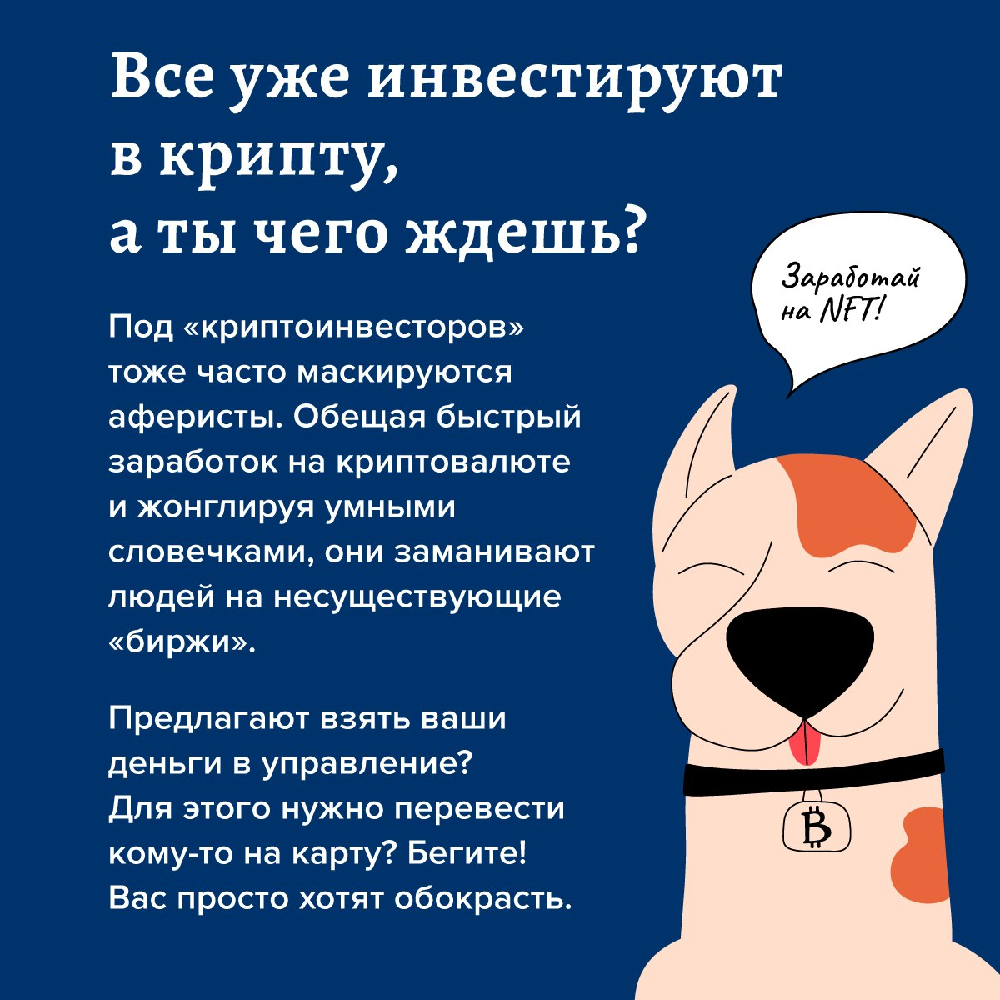 Все уже инвестируют
в крипту,
а ты чего ждешь?
Заработай
на NFT!
Под «криптоинвесторов»
тоже часто маскируются
аферисты. Обещая быстрый
заработок на криптовалюте
и жонглируя умными
словечками, они заманивают
людей на несуществующие
«биржи».
Предлагают взять ваши
деньги в управление?
Для этого нужно перевести
кому-то на карту? Бегите!
Вас просто хотят обокрасть.
₿